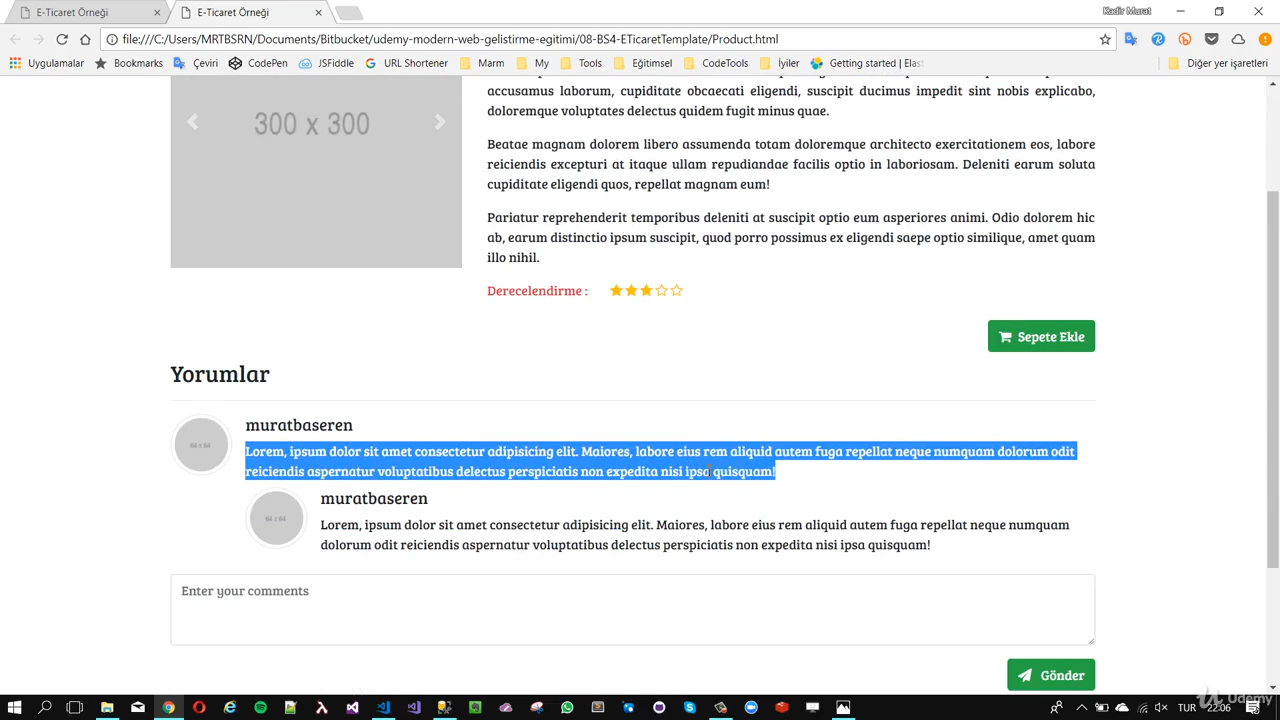 E-Ticaret Örneği
E-Ticaret Örneği
Kadir Murat
file:///C:/Users/MRTBSRN/Documents/Bitbucket/udemy-modern-web-gelistirme-egitimi/08-BS4-ETicaretTemplate/Product.html
Uygulamalar Bookmarks Çeviri CodePen JSFiddle URL Shortener Marm My Tools Eğitimsel CodeTools İyiler Getting started | Elast Diğer yer işaretleri
300 x 300
accusamus laborum, cupiditate obcaecati eligendi, suscipit ducimus impedit sint nobis explicabo,
doloremque voluptates delectus quidem fugit minus quae.
Beatae magnam dolorem libero assumenda totam doloremque architecto exercitationem eos, labore
reiciendis excepturi at itaque ullam repudiandae facilis optio in laboriosam. Deleniti earum soluta
cupiditate eligendi quos, repellat magnam eum!
Pariatur reprehenderit temporibus deleniti at suscipit optio eum asperiores animi. Odio dolorem hic
ab, earum distinctio ipsum suscipit, quod porro possimus ex eligendi saepe optio similique, amet quam
illo nihil.
Derecelendirme :
Sepete Ekle
Yorumlar
64 x 64
muratbaseren
Lorem, ipsum dolor sit amet consectetur adipisicing elit. Maiores, labore eius rem aliquid autem fuga repellat neque numquam dolorum odit
reiciendis aspernatur voluptatibus delectus perspiciatis non expedita nisi ipsa quisquam!
64 x 64
muratbaseren
Lorem, ipsum dolor sit amet consectetur adipisicing elit. Maiores, labore eius rem aliquid autem fuga repellat neque numquam
dolorum odit reiciendis aspernatur voluptatibus delectus perspiciatis non expedita nisi ipsa quisquam!
Enter your comments
Gönder
Udemy
TUR 22:06